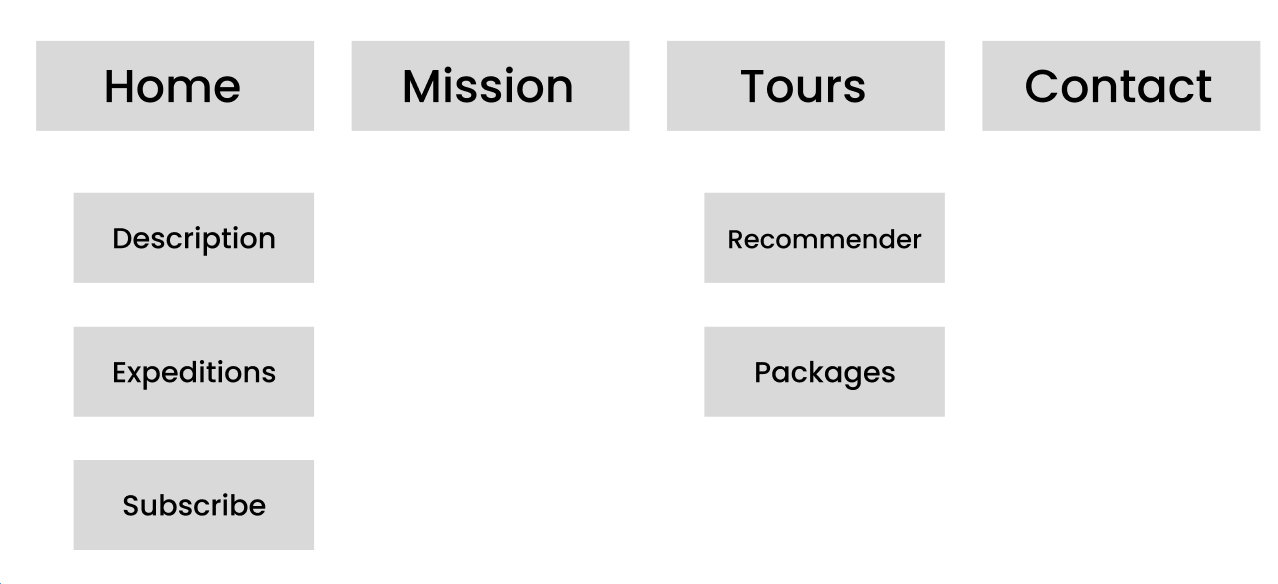 Home
Mission
Tours
Contact
Description
Recommender
Expeditions
Packages
Subscribe